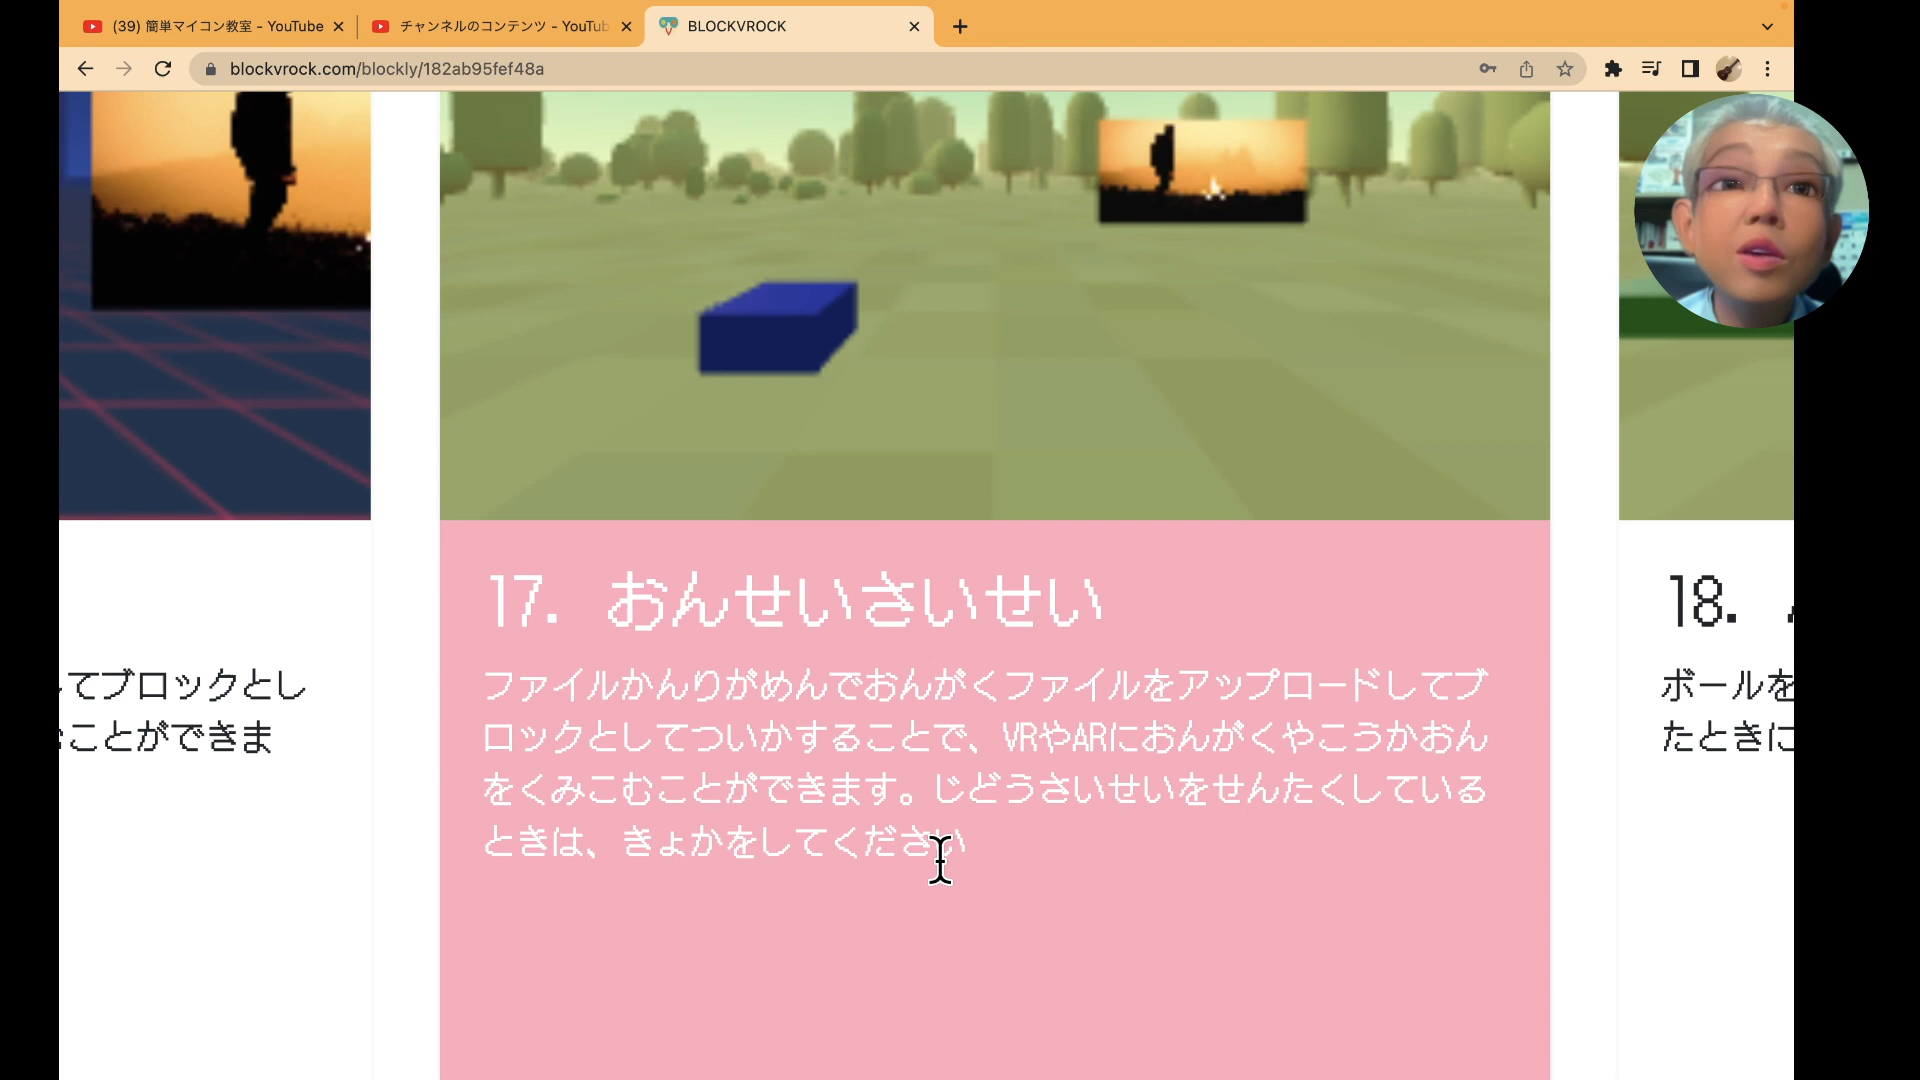 (39) 簡単マイコン教室 - YouTube
チャンネルのコンテンツ - YouTub
BLOCKVROCK
blockvrock.com/blockly/182ab95fef48a
てブロックとし
ことができま
17. おんせいさいせい
ファイルかんりがめんでおんがくファイルをアップロードしてブ
ロックとしてついかすることで、VRやARにおんがくやこうかおん
をくみこむことができます。じどうさいせいをせんたくしている
ときは、きょかをしてください
18.
ボールを
たときに